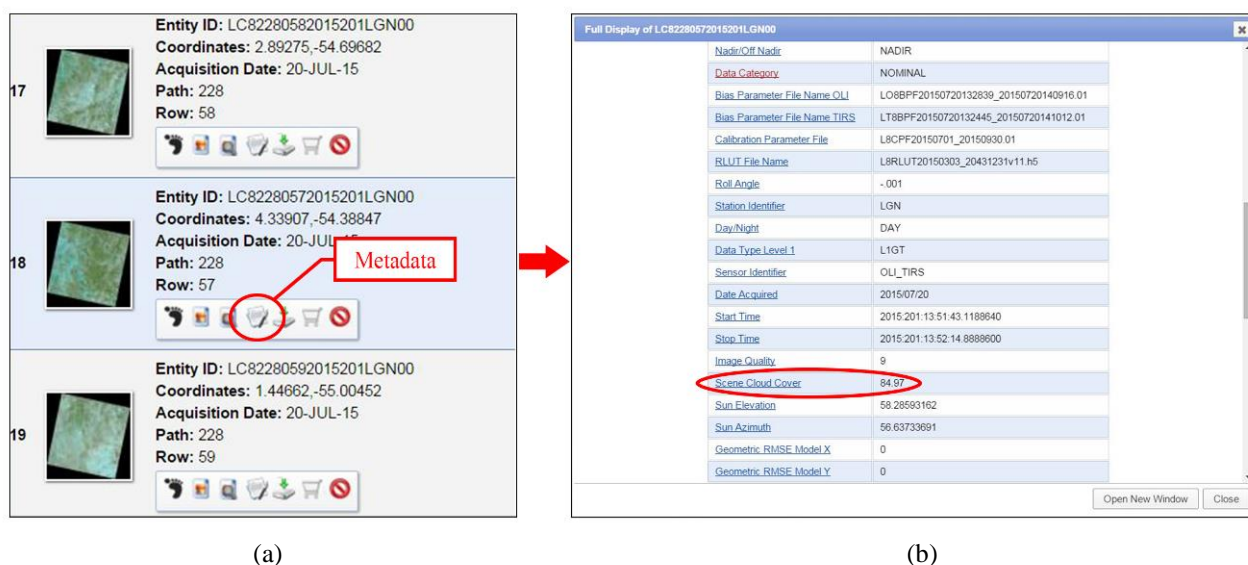 Entity ID: LC82280582015201LGN00
Coordinates: 2.89275,-54.69682
Acquisition Date: 20-JUL-15
17
Path: 228
Row: 58
Entity ID: LC82280572015201LGN00
Coordinates: 4.33907,-54.38847
Acquisition Date: 20-JUL-15
18
Path: 228
Row: 57
Metadata
Entity ID: LC82280592015201LGN00
Coordinates: 1.44662,-55.00452
Acquisition Date: 20-JUL-15
19
Path: 228
Row: 59
(a)
Full Display of LC82280572015201LGN00
Nadir/Off Nadir NADIR
Data Category NOMINAL
Bias Parameter File Name OLI LO8BPF20150720132839_20150720140916.01
Bias Parameter File Name TIRS LT8BPF20150720132445_20150720141012.01
Calibration Parameter File L8CPF20150701_20150930.01
RLUT File Name L8RLUT20150303_20431231v11.h5
Roll Angle -.001
Station Identifier LGN
Day/Night DAY
Data Type Level 1 L1GT
Sensor Identifier OLI_TIRS
Date Acquired 2015/07/20
Start Time 2015:201:13:51:43.1188640
Stop Time 2015:201:13:52:14.8888600
Image Quality 9
Scene Cloud Cover 84.97
Sun Elevation 58.28593162
Sun Azimuth 56.63733691
Geometric RMSE Model X 0
Geometric RMSE Model Y 0
Open New Window Close
(b)